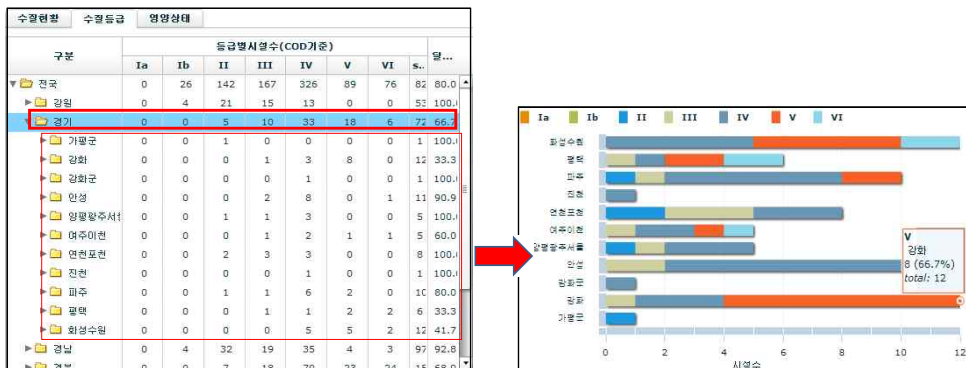 수질현황 수질등급 영양상태
구분 등급별시설수(COD기준) 달...
Ia Ib II III IV V VI s..
전국 0 26 142 167 326 89 76 82 80.0
강원 0 4 21 15 13 0 0 53 100.(
경기 0 0 5 10 33 18 6 72 66.7
가평군 0 0 1 0 0 0 0 1 100.(
강화 0 0 0 1 3 8 0 12 33.3
강화군 0 0 0 0 1 0 0 1 100.(
안성 0 0 0 2 8 0 1 11 90.9
양평광주서울 0 0 1 1 3 0 0 5 100.(
여주이천 0 0 0 1 2 1 1 5 60.0
연천포천 0 0 2 3 3 0 0 8 100.(
진천 0 0 0 0 1 0 0 1 100.(
파주 0 0 1 1 6 2 0 10 80.0
평택 0 0 0 1 1 2 2 6 33.3
화성수원 0 0 0 0 5 5 2 12 41.7
경남 0 4 32 19 35 4 3 97 92.8
경북 0 0 7 18 70 23 24 15 68.0
Ia Ib II III IV V VI
화성수원
평택
파주
진천
연천포천
여주이천
양평광주서울
안성
강화군
강화
가평군
V
강화
8 (66.7%)
total: 12
0 2 4 6 8 10 12
시설수